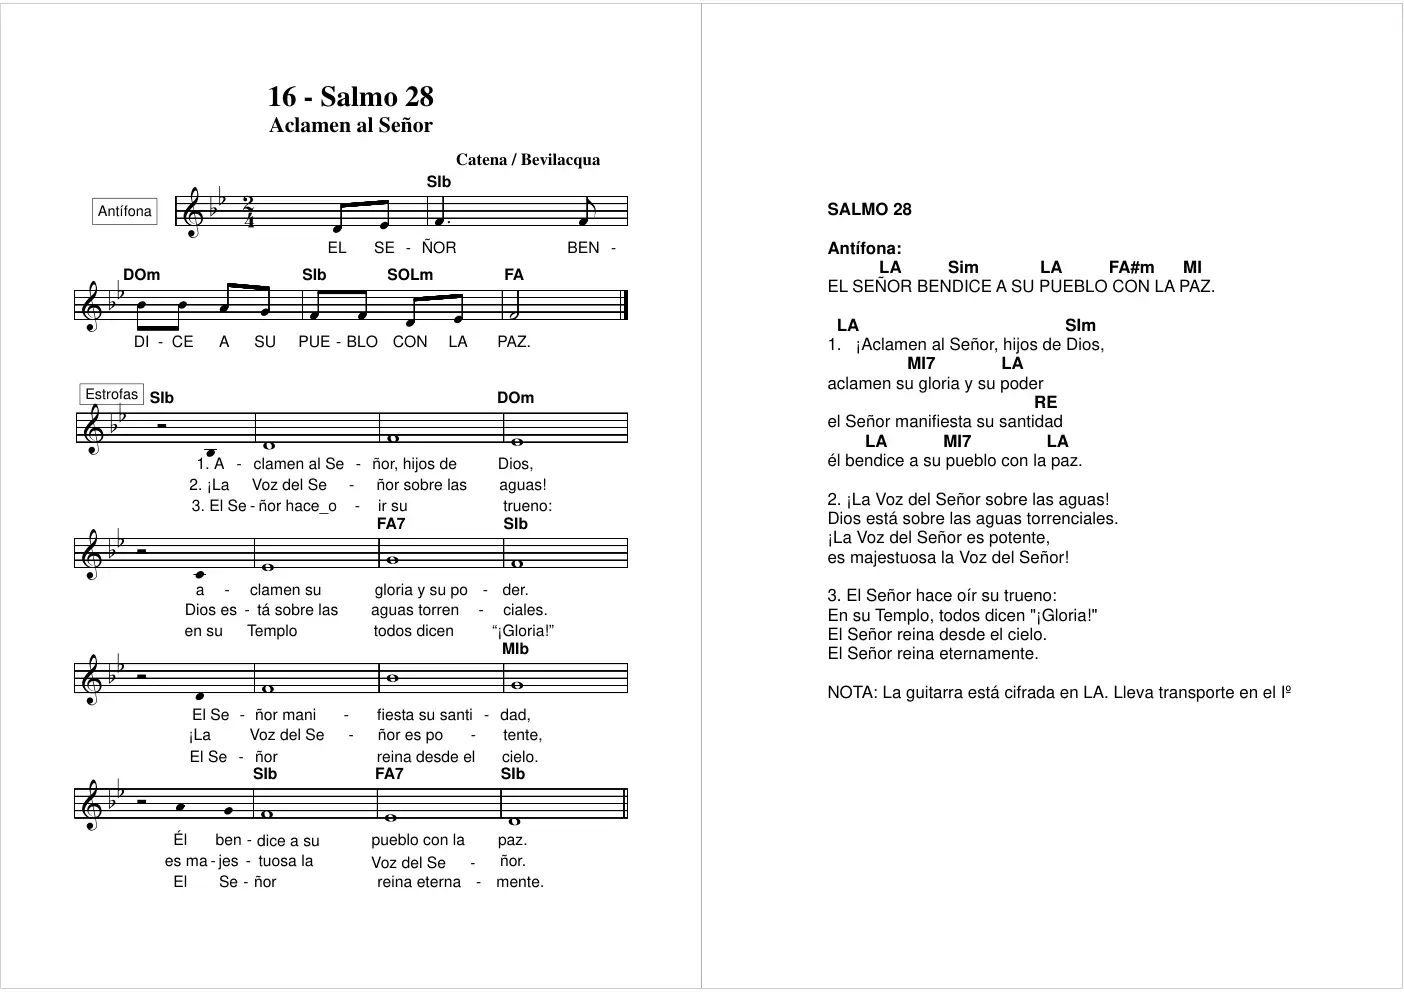 16 - Salmo 28
Aclamen al Señor
Catena / Bevilacqua
SIb
Antífona
2
4
EL SE - ÑOR BEN -
DOm SIb SOLm FA
DI - CE A SU PUE - BLO CON LA PAZ.
Estrofas SIb DOm
1. A - clamen al Se - ñor, hijos de Dios,
2. ¡La Voz del Se - ñor sobre las aguas!
3. El Se - ñor hace_o - ir su trueno:
FA7 SIb
a - clamen su gloria y su po - der.
Dios es - tá sobre las aguas torren - ciales.
en su Templo todos dicen “¡Gloria!”
MIb
El Se - ñor mani - fiesta su santi - dad,
¡La Voz del Se - ñor es po - tente,
El Se - ñor reina desde el cielo.
SIb FA7 SIb
Él ben - dice a su pueblo con la paz.
es ma - jes - tuosa la Voz del Se - ñor.
El Se - ñor reina eterna - mente.
SALMO 28
Antífona:
LA Sim LA FA#m MI
EL SEÑOR BENDICE A SU PUEBLO CON LA PAZ.
LA SIm
1. ¡Aclamen al Señor, hijos de Dios,
MI7 LA
aclamen su gloria y su poder
RE
el Señor manifiesta su santidad
LA MI7 LA
él bendice a su pueblo con la paz.
2. ¡La Voz del Señor sobre las aguas!
Dios está sobre las aguas torrenciales.
¡La Voz del Señor es potente,
es majestuosa la Voz del Señor!
3. El Señor hace oír su trueno:
En su Templo, todos dicen "¡Gloria!"
El Señor reina desde el cielo.
El Señor reina eternamente.
NOTA: La guitarra está cifrada en LA. Lleva transporte en el Iº